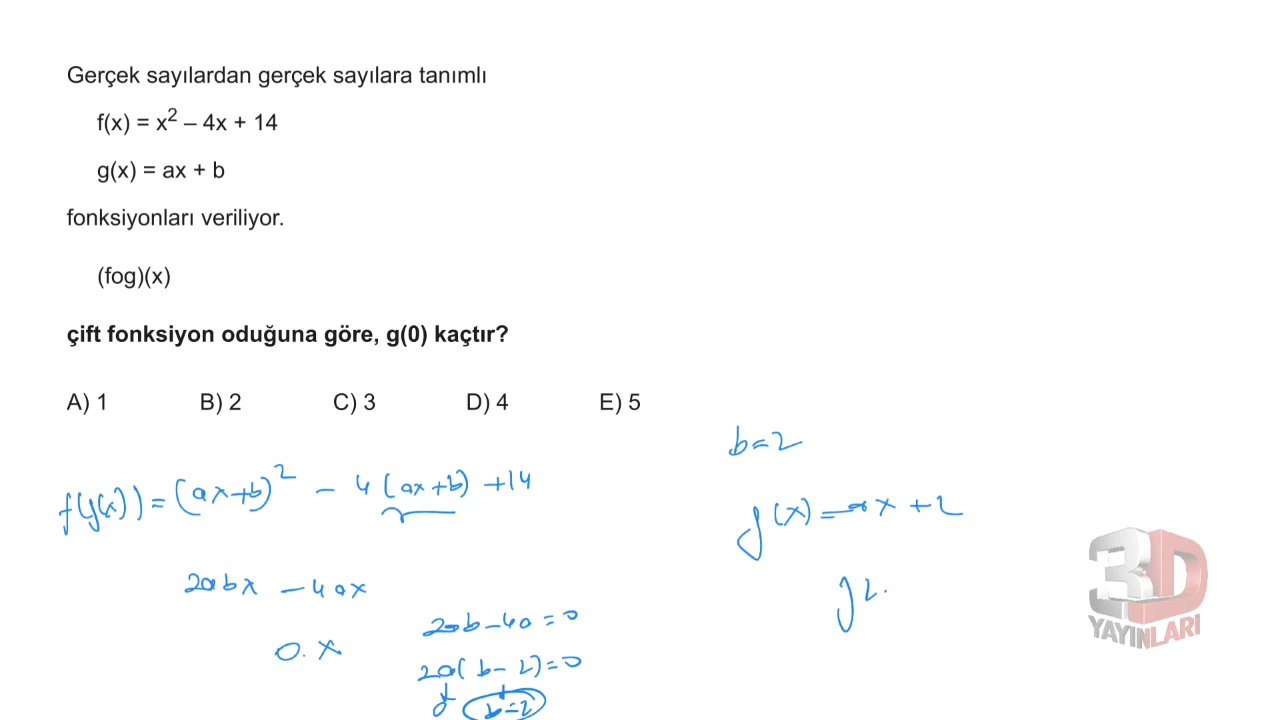 Gerçek sayılardan gerçek sayılara tanımlı
f(x) = x² – 4x + 14
g(x) = ax + b
fonksiyonları veriliyor.
(fog)(x)
çift fonksiyon oduğuna göre, g(0) kaçtır?
A) 1 B) 2 C) 3 D) 4 E) 5
f(g(x)) = (ax+b)² – 4(ax+b) +14
2abx – 4ax
0.x
2ab – 4a = 0
2a(b – 2) = 0
b=2
b=2
g(x) = ax + 2
3D
YAYINLARI